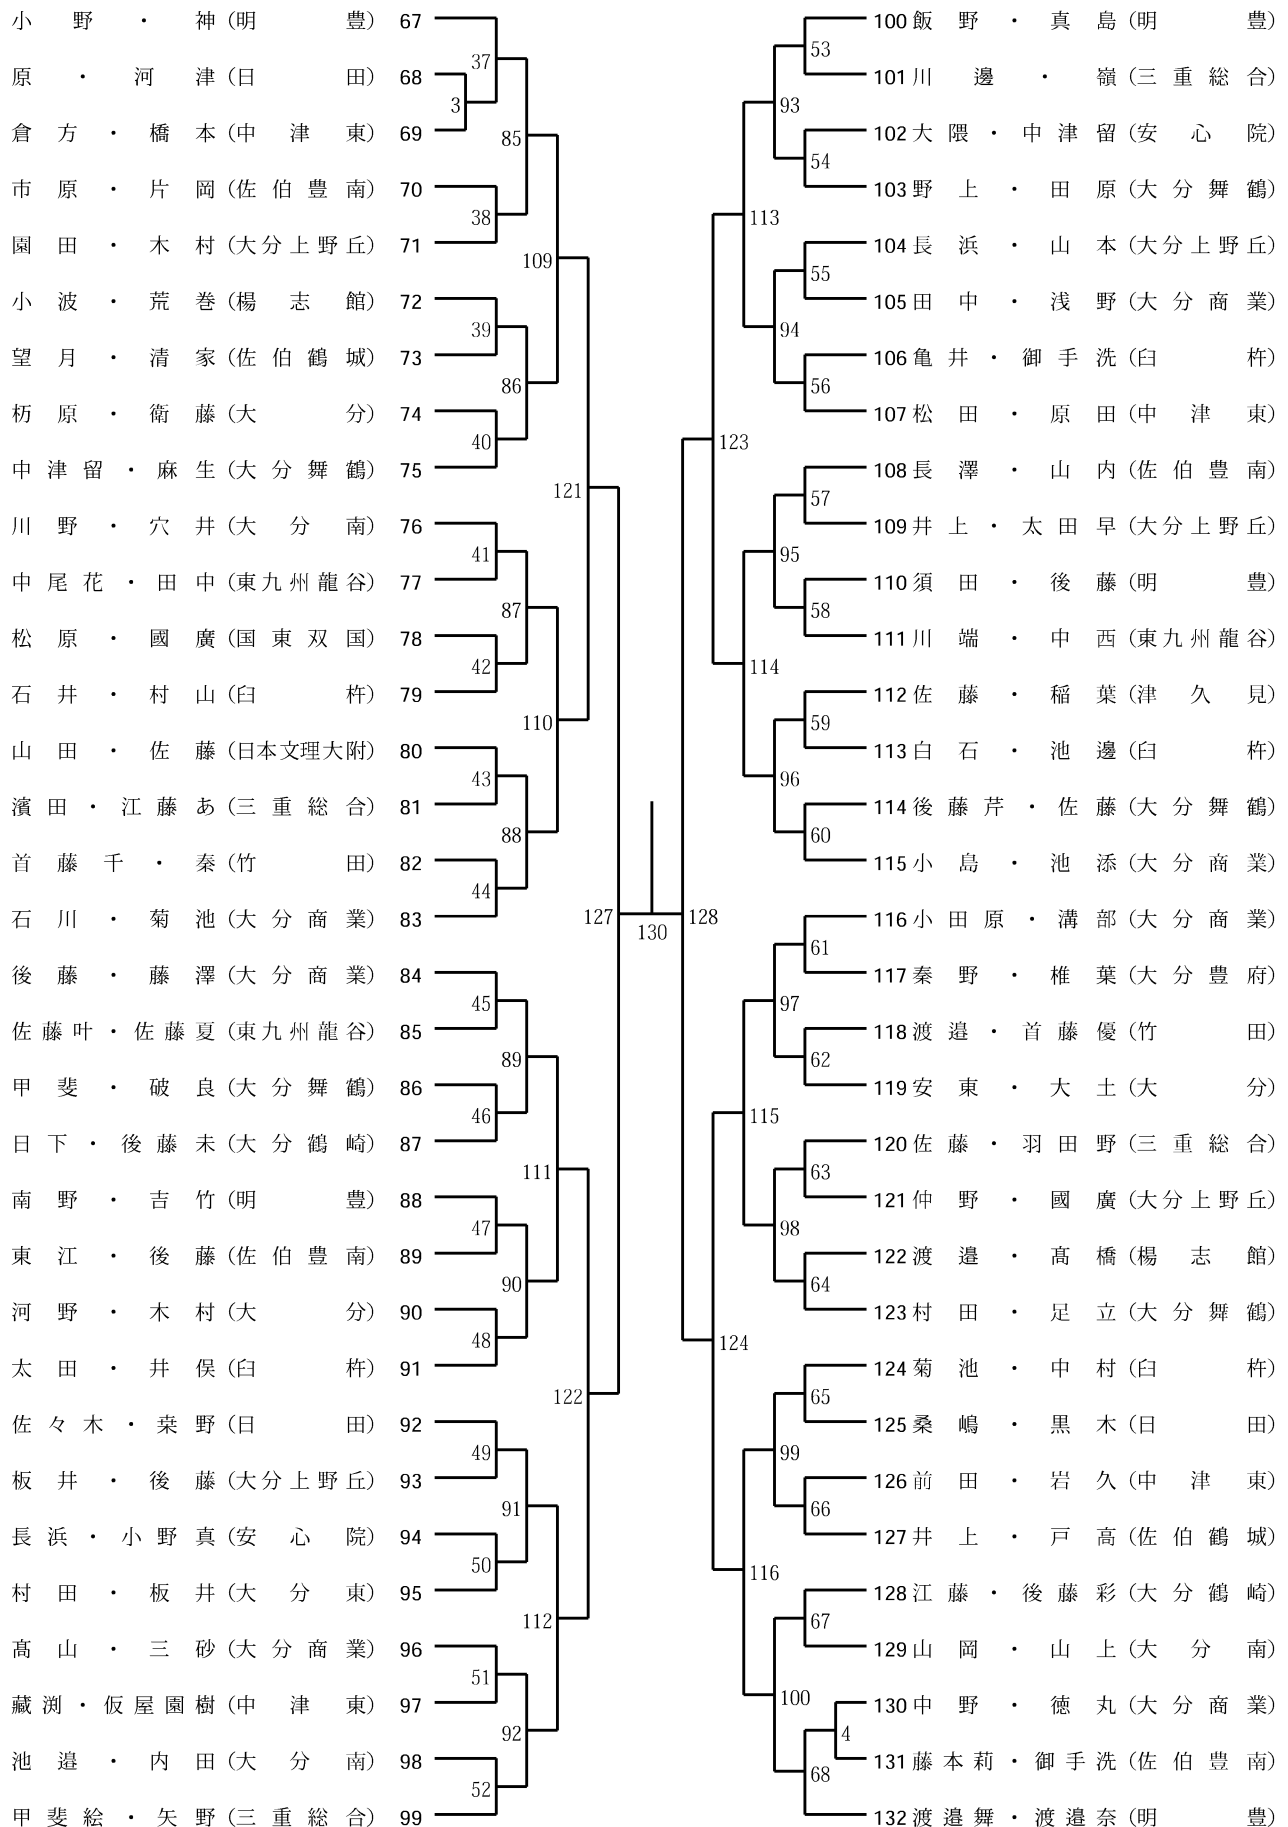 小野・神(明豊) 67
原・河津(日田) 68
倉方・橋本(中津東) 69
市原・片岡(佐伯豊南) 70
園田・木村(大分上野丘) 71
小波・荒巻(楊志館) 72
望月・清家(佐伯鶴城) 73
杤原・衛藤(大分) 74
中津留・麻生(大分舞鶴) 75
川野・穴井(大分南) 76
中尾花・田中(東九州龍谷) 77
松原・國廣(国東双国) 78
石井・村山(臼杵) 79
山田・佐藤(日本文理大附) 80
濱田・江藤あ(三重総合) 81
首藤千・秦(竹田) 82
石川・菊池(大分商業) 83
後藤・藤澤(大分商業) 84
佐藤叶・佐藤夏(東九州龍谷) 85
甲斐・破良(大分舞鶴) 86
日下・後藤未(大分鶴崎) 87
南野・吉竹(明豊) 88
東江・後藤(佐伯豊南) 89
河野・木村(大分) 90
太田・井俣(臼杵) 91
佐々木・桒野(日田) 92
板井・後藤(大分上野丘) 93
長浜・小野真(安心院) 94
村田・板井(大分東) 95
髙山・三砂(大分商業) 96
藏渕・仮屋園樹(中津東) 97
池邉・内田(大分南) 98
甲斐絵・矢野(三重総合) 99
37
3
85
38
109
39
86
40
121
41
87
42
110
43
88
44
127
45
89
46
111
47
90
48
122
49
91
50
112
51
92
52
130
53
93
54
113
55
94
56
123
57
95
58
114
59
96
60
128
61
97
62
115
63
98
64
124
65
99
66
116
67
100
4
68
100 飯野・真島(明豊)
101 川邊・嶺(三重総合)
102 大隈・中津留(安心院)
103 野上・田原(大分舞鶴)
104 長浜・山本(大分上野丘)
105 田中・浅野(大分商業)
106 亀井・御手洗(臼杵)
107 松田・原田(中津東)
108 長澤・山内(佐伯豊南)
109 井上・太田早(大分上野丘)
110 須田・後藤(明豊)
111 川端・中西(東九州龍谷)
112 佐藤・稲葉(津久見)
113 白石・池邊(臼杵)
114 後藤芹・佐藤(大分舞鶴)
115 小島・池添(大分商業)
116 小田原・溝部(大分商業)
117 秦野・椎葉(大分豊府)
118 渡邉・首藤優(竹田)
119 安東・大土(大分)
120 佐藤・羽田野(三重総合)
121 仲野・國廣(大分上野丘)
122 渡邉・髙橋(楊志館)
123 村田・足立(大分舞鶴)
124 菊池・中村(臼杵)
125 桑嶋・黒木(日田)
126 前田・岩久(中津東)
127 井上・戸高(佐伯鶴城)
128 江藤・後藤彩(大分鶴崎)
129 山岡・山上(大分南)
130 中野・徳丸(大分商業)
131 藤本莉・御手洗(佐伯豊南)
132 渡邉舞・渡邉奈(明豊)